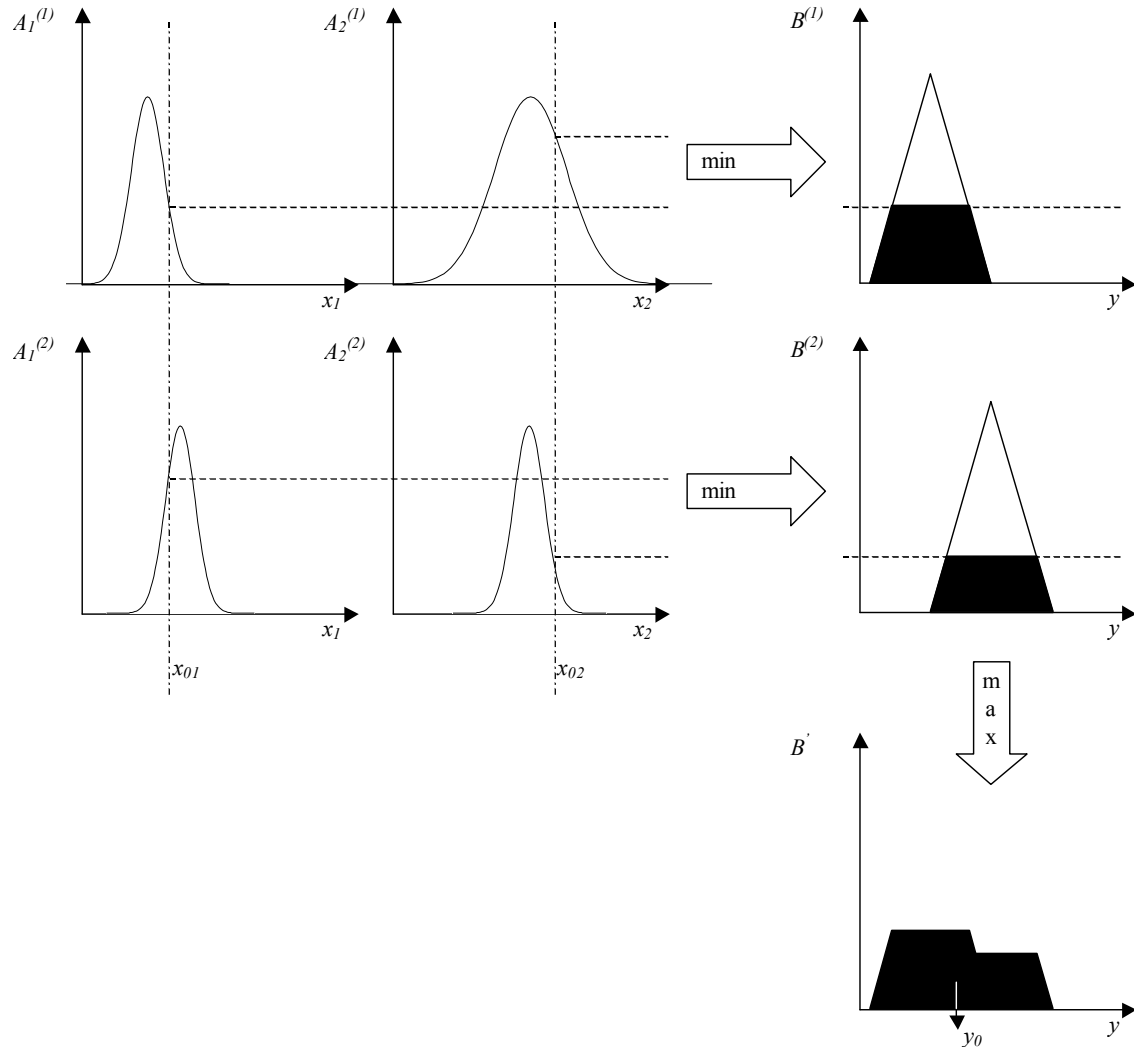 A₁⁽¹⁾ A₂⁽¹⁾ B⁽¹⁾
min
x₁ x₂ y
A₁⁽²⁾ A₂⁽²⁾ B⁽²⁾
min
x₁ x₂ y
x₀₁ x₀₂
m
a
x
B'
y₀ y